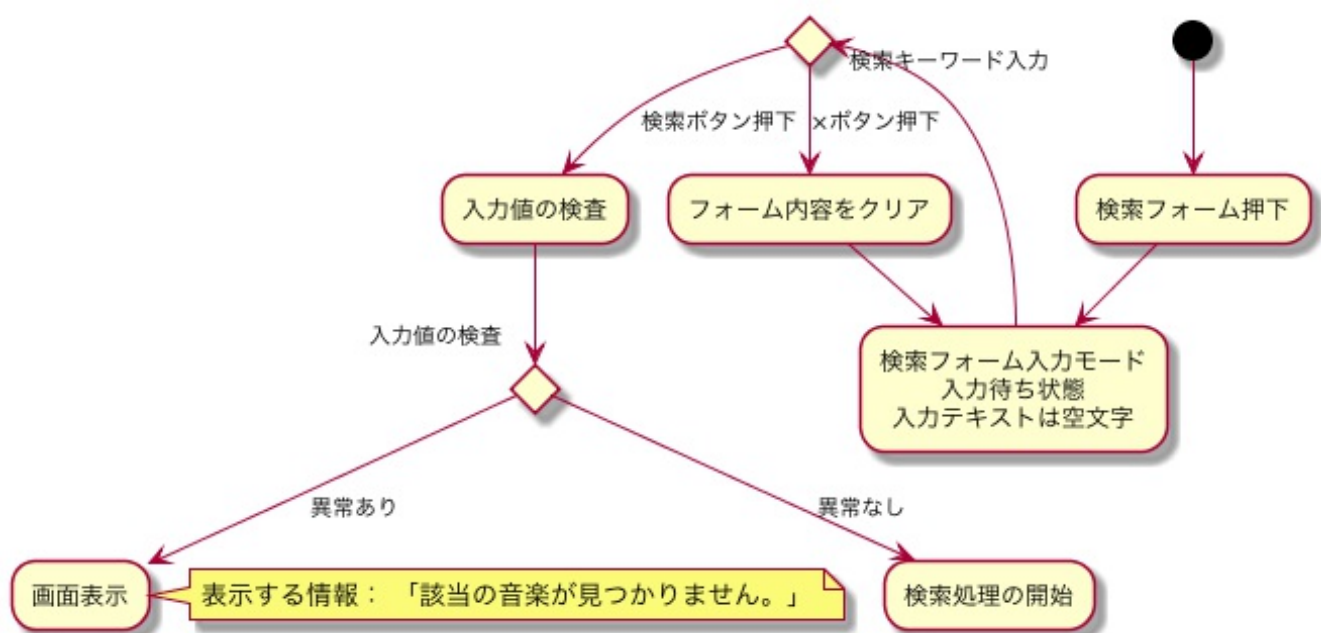 検索キーワード入力
検索ボタン押下
×ボタン押下
入力値の検査
フォーム内容をクリア
検索フォーム押下
入力値の検査
検索フォーム入力モード
入力待ち状態
入力テキストは空文字
異常あり
異常なし
画面表示
表示する情報: 「該当の音楽が見つかりません。」
検索処理の開始